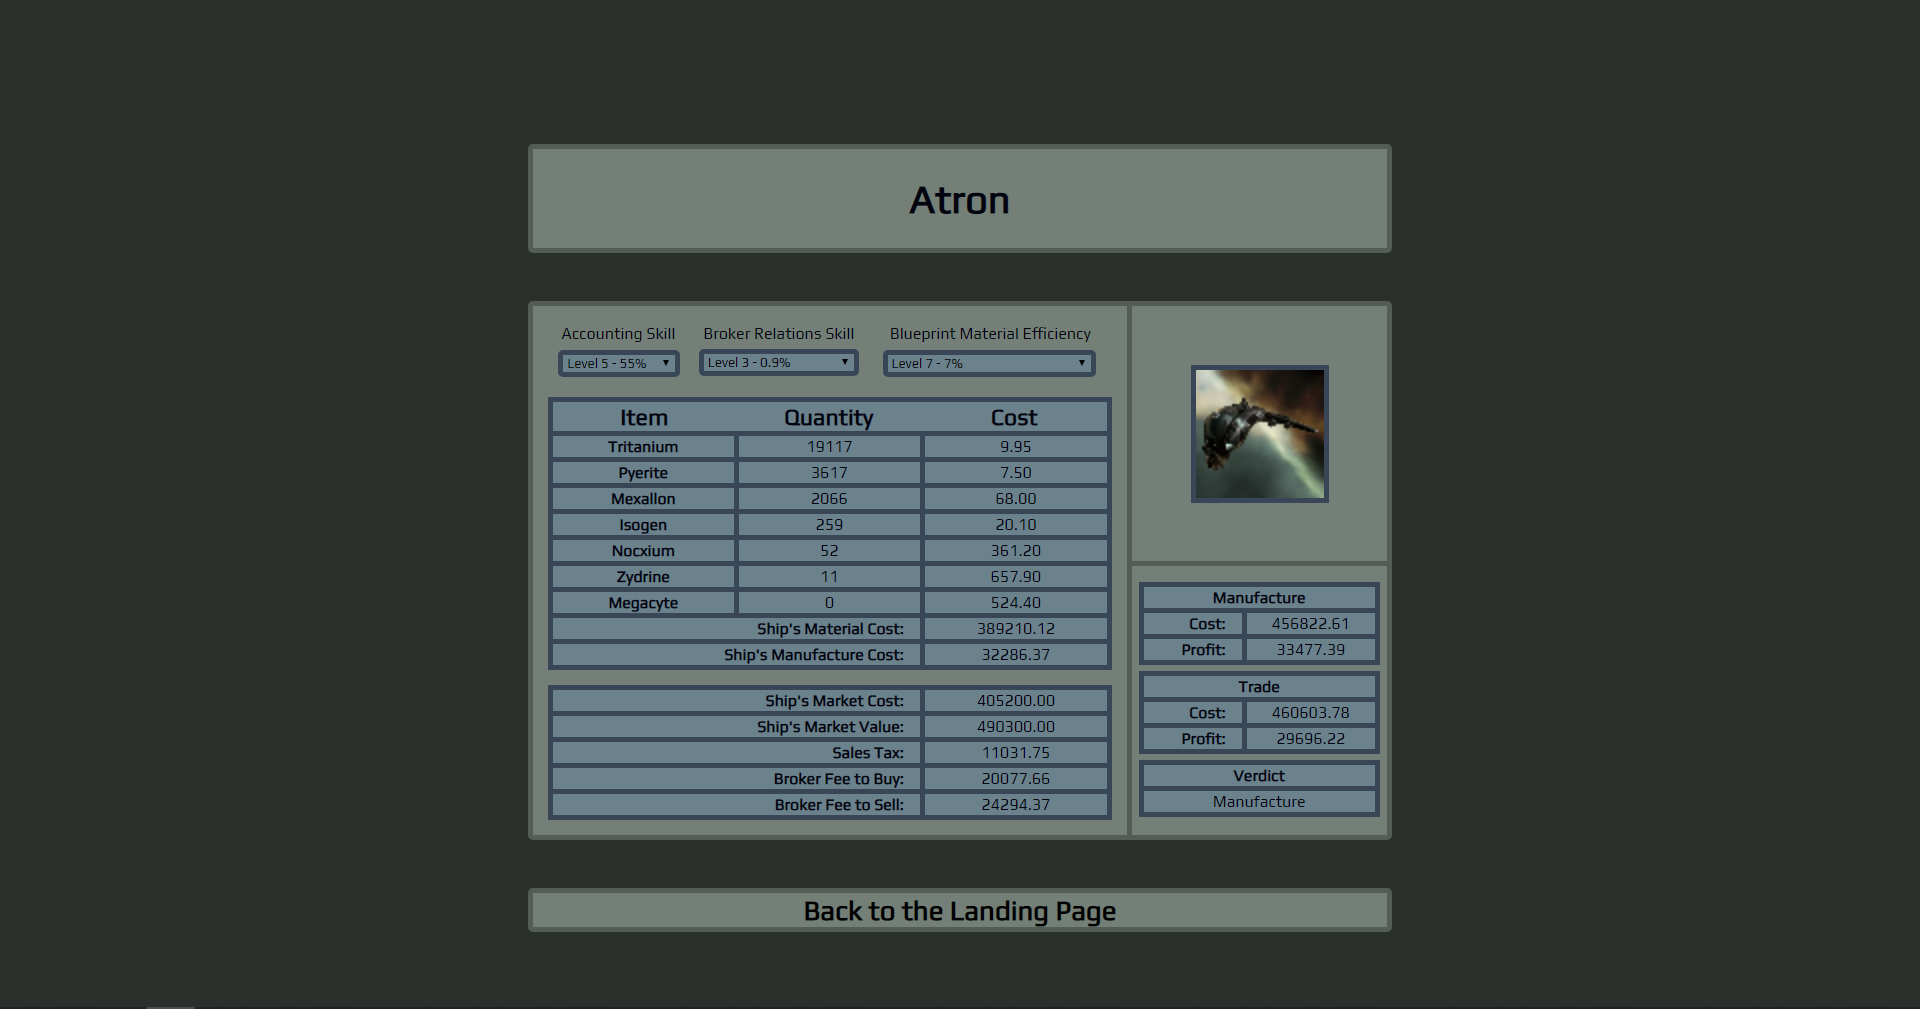 Atron
Accounting Skill Broker Relations Skill Blueprint Material Efficiency
Level 5 - 55% Level 3 - 0.9% Level 7 - 7%
Item Quantity Cost
Tritanium 19117 9.95
Pyerite 3617 7.50
Mexallon 2066 68.00
Isogen 259 20.10
Nocxium 52 361.20
Zydrine 11 657.90
Megacyte 0 524.40
Ship's Material Cost: 389210.12
Ship's Manufacture Cost: 32286.37
Ship's Market Cost: 405200.00
Ship's Market Value: 490300.00
Sales Tax: 11031.75
Broker Fee to Buy: 20077.66
Broker Fee to Sell: 24294.37
Manufacture
Cost: 456822.61
Profit: 33477.39
Trade
Cost: 460603.78
Profit: 29696.22
Verdict
Manufacture
Back to the Landing Page